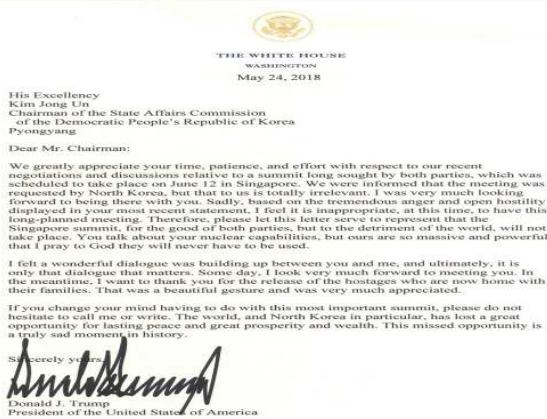 THE WHITE HOUSE
WASHINGTON
May 24, 2018
His Excellency
Kim Jong Un
Chairman of the State Affairs Commission
of the Democratic People's Republic of Korea
Pyongyang
Dear Mr. Chairman:
We greatly appreciate your time, patience, and effort with respect to our recent
negotiations and discussions relative to a summit long sought by both parties, which was
scheduled to take place on June 12 in Singapore. We were informed that the meeting was
requested by North Korea, but that to us is totally irrelevant. I was very much looking
forward to being there with you. Sadly, based on the tremendous anger and open hostility
displayed in your most recent statement, I feel it is inappropriate, at this time, to have this
long-planned meeting. Therefore, please let this letter serve to represent that the
Singapore summit, for the good of both parties, but to the detriment of the world, will not
take place. You talk about your nuclear capabilities, but ours are so massive and powerful
that I pray to God they will never have to be used.
I felt a wonderful dialogue was building up between you and me, and ultimately, it is
only that dialogue that matters. Some day, I look very much forward to meeting you. In
the meantime, I want to thank you for the release of the hostages who are now home with
their families. That was a beautiful gesture and was very much appreciated.
If you change your mind having to do with this most important summit, please do not
hesitate to call me or write. The world, and North Korea in particular, has lost a great
opportunity for lasting peace and great prosperity and wealth. This missed opportunity is
a truly sad moment in history.
Sincerely yours,
Donald J. Trump
President of the United States of America